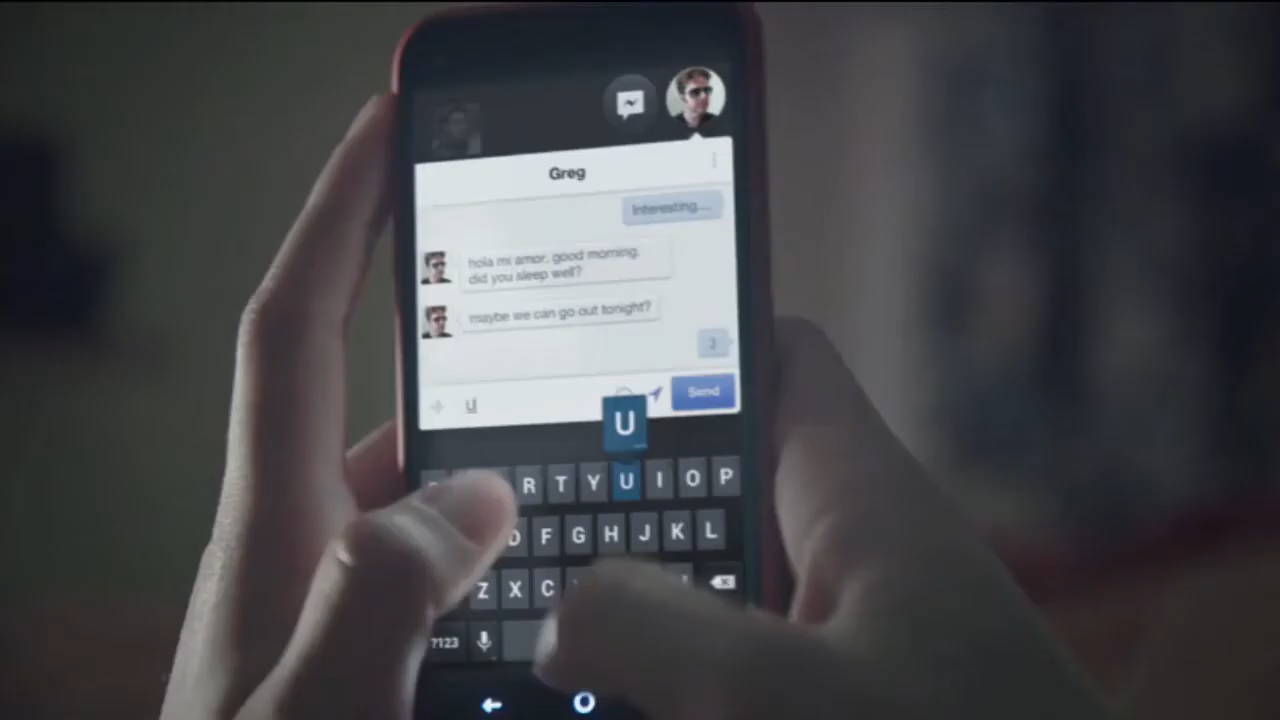 Greg
Interesting...
hola mi amor, good morning.
did you sleep well?
maybe we can go out tonight?
:)
U
Send
U
R T Y U I O P
D F G H J K L
Z X C
?123